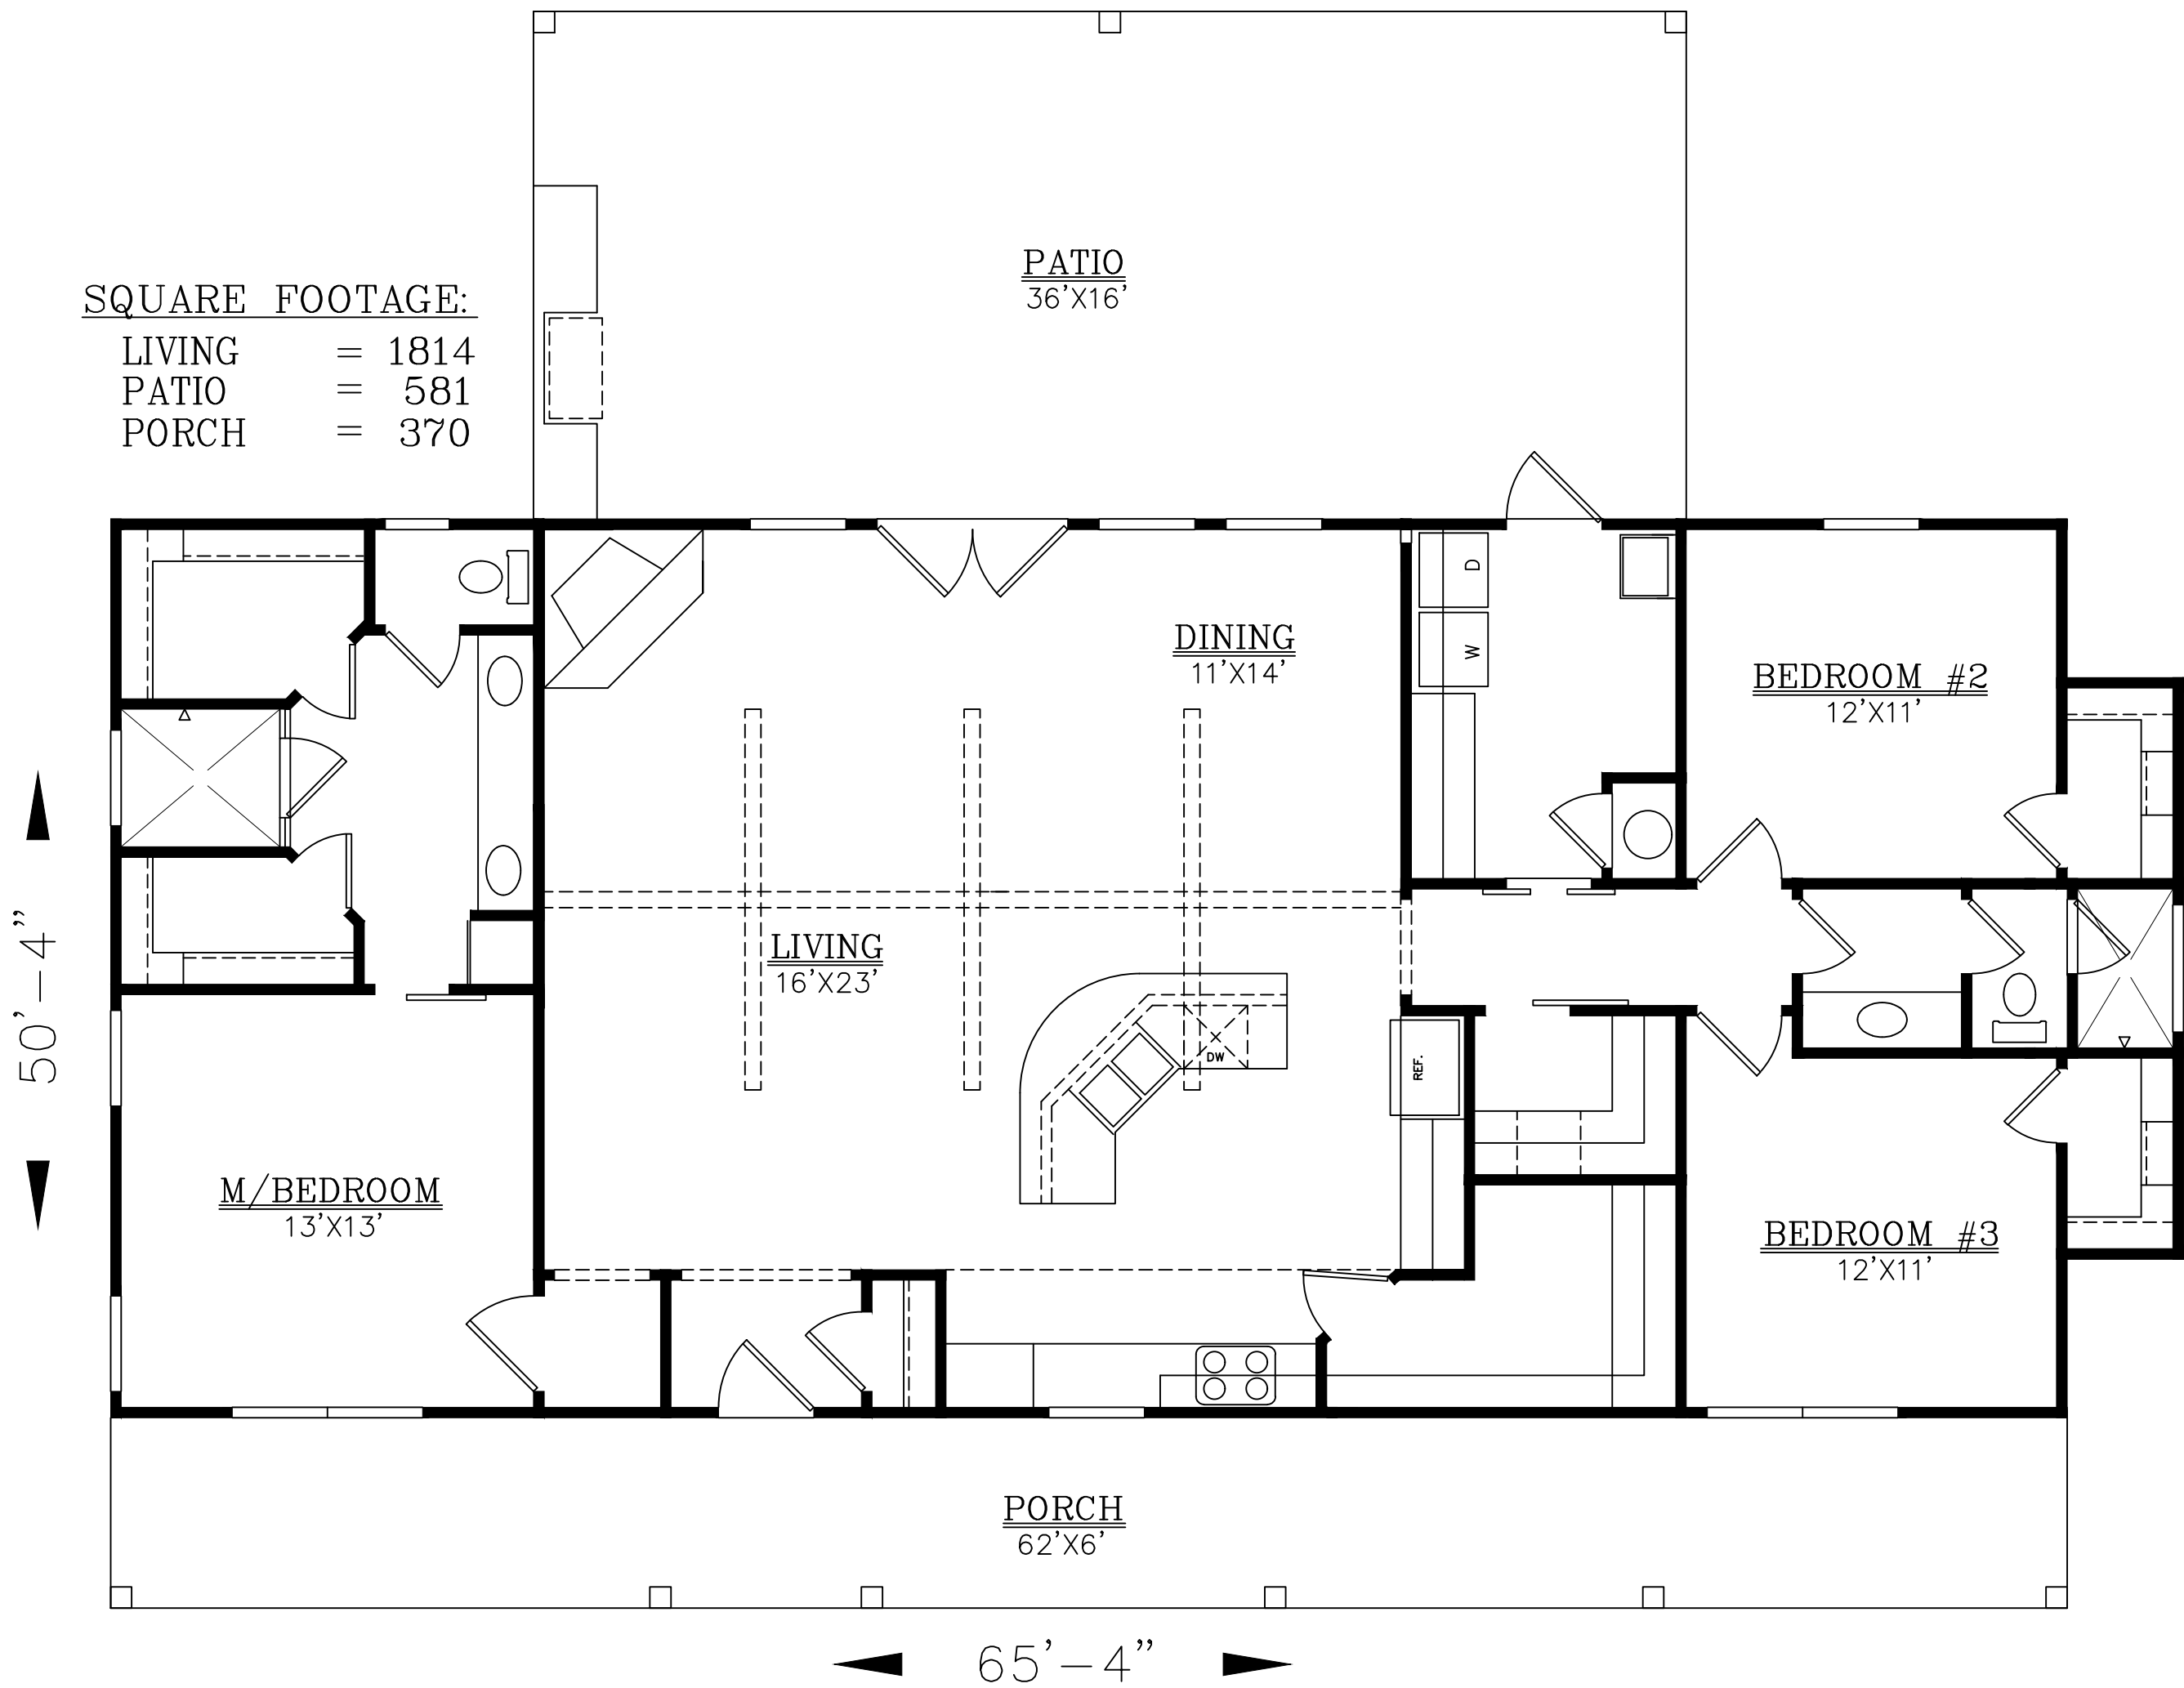 PATIO
36'X16'
SQUARE FOOTAGE:
LIVING = 1814
PATIO = 581
PORCH = 370
D
W
DINING
11'X14'
BEDROOM #2
12'X11'
LIVING
16'X23'
DW
REF.
50'-4"
M/BEDROOM
13'X13'
BEDROOM #3
12'X11'
PORCH
62'X6'
65'-4"